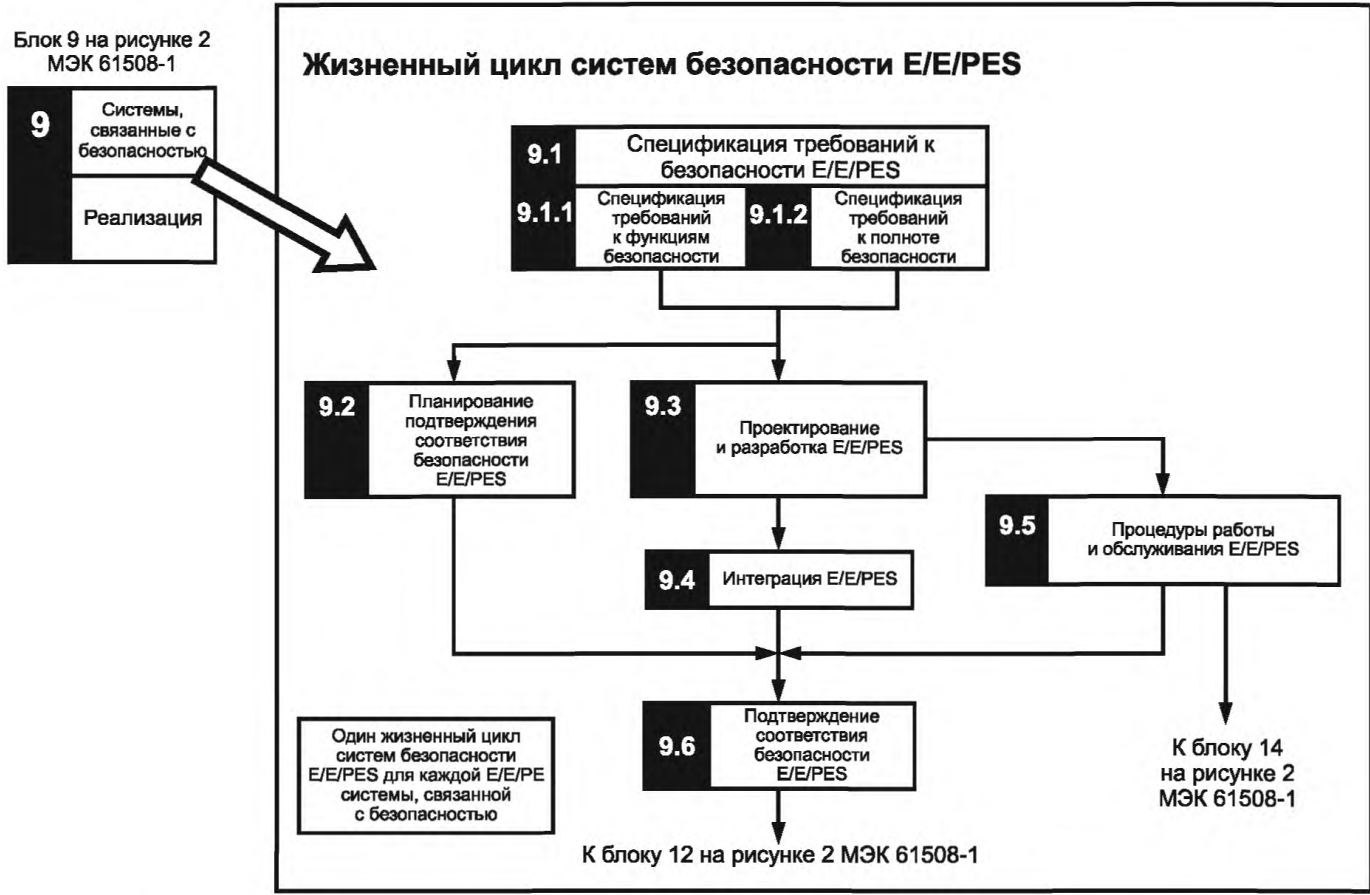 Блок 9 на рисунке 2
МЭК 61508-1
9
Системы,
связанные с
безопасностью
Реализация
Жизненный цикл систем безопасности E/E/PES
9.1
Спецификация требований к
безопасности E/E/PES
9.1.1
Спецификация
требований
к функциям
безопасности
9.1.2
Спецификация
требований
к полноте
безопасности
9.2
Планирование
подтверждения
соответствия
безопасности
E/E/PES
9.3
Проектирование
и разработка E/E/PES
9.4
Интеграция E/E/PES
9.5
Процедуры работы
и обслуживания E/E/PES
9.6
Подтверждение
соответствия
безопасности
E/E/PES
Один жизненный цикл
систем безопасности
E/E/PES для каждой E/E/PE
системы, связанной
с безопасностью
К блоку 14
на рисунке 2
МЭК 61508-1
К блоку 12 на рисунке 2 МЭК 61508-1